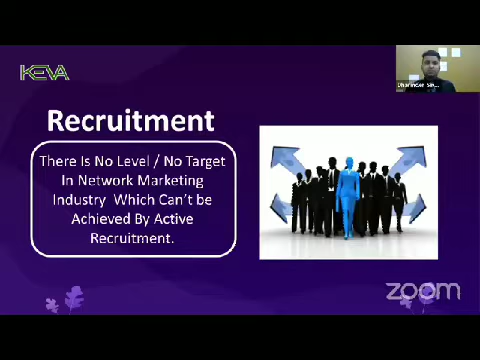 KEVA
Recruitment
There Is No Level / No Target
In Network Marketing
Industry Which Can't be
Achieved By Active
Recruitment.
zoom